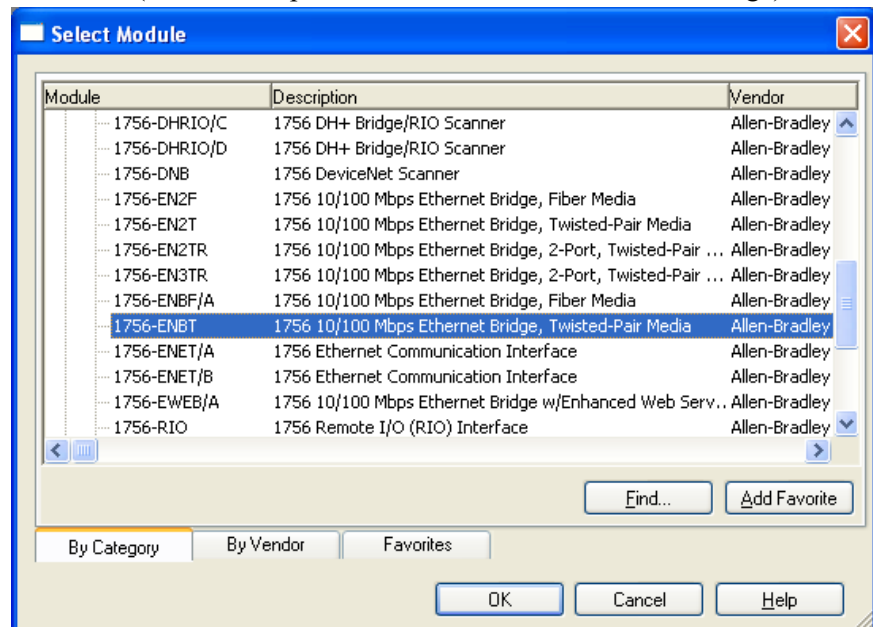 Select Module
Module Description Vendor
1756-DHRIO/C 1756 DH+ Bridge/RIO Scanner Allen-Bradley
1756-DHRIO/D 1756 DH+ Bridge/RIO Scanner Allen-Bradley
1756-DNB 1756 DeviceNet Scanner Allen-Bradley
1756-EN2F 1756 10/100 Mbps Ethernet Bridge, Fiber Media Allen-Bradley
1756-EN2T 1756 10/100 Mbps Ethernet Bridge, Twisted-Pair Media Allen-Bradley
1756-EN2TR 1756 10/100 Mbps Ethernet Bridge, 2-Port, Twisted-Pair ... Allen-Bradley
1756-EN3TR 1756 10/100 Mbps Ethernet Bridge, 2-Port, Twisted-Pair ... Allen-Bradley
1756-ENBF/A 1756 10/100 Mbps Ethernet Bridge, Fiber Media Allen-Bradley
1756-ENBT 1756 10/100 Mbps Ethernet Bridge, Twisted-Pair Media Allen-Bradley
1756-ENET/A 1756 Ethernet Communication Interface Allen-Bradley
1756-ENET/B 1756 Ethernet Communication Interface Allen-Bradley
1756-EWEB/A 1756 10/100 Mbps Ethernet Bridge w/Enhanced Web Serv.. Allen-Bradley
1756-RIO 1756 Remote I/O (RIO) Interface Allen-Bradley
Find... Add Favorite
By Category By Vendor Favorites
OK Cancel Help